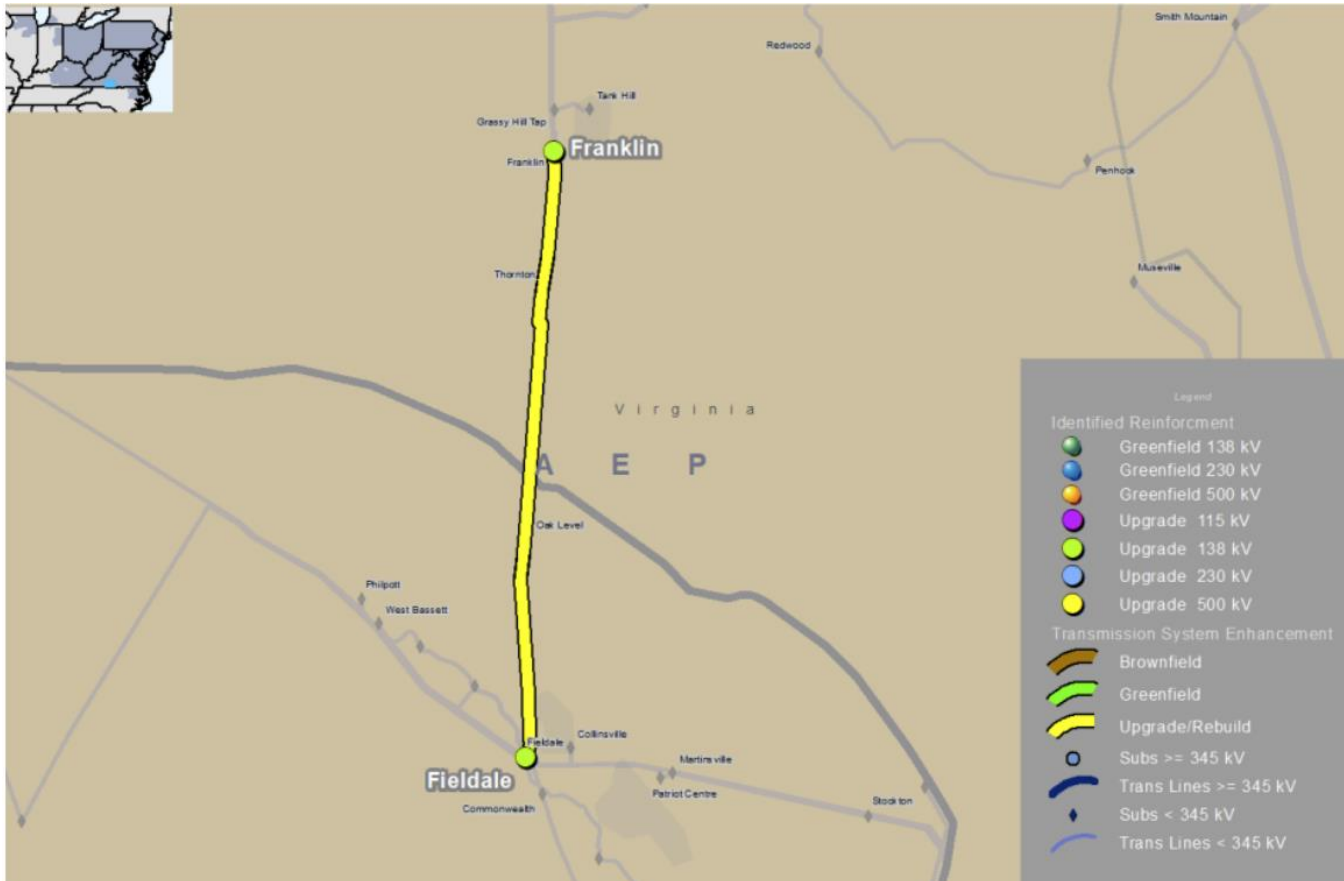 Smith Mountain
Redwood
Tank Hill
Grassy Hill Tap
Franklin
Franklin
Penhook
Thornton
Museville
Virginia
A E P
Oak Level
Philpott
West Bassett
Fieldale
Collinsville
Fieldale
Martinsville
Patriot Centre
Commonwealth
Stockton
Legend
Identified Reinforcment
Greenfield 138 kV
Greenfield 230 kV
Greenfield 500 kV
Upgrade 115 kV
Upgrade 138 kV
Upgrade 230 kV
Upgrade 500 kV
Transmission System Enhancement
Brownfield
Greenfield
Upgrade/Rebuild
Subs >= 345 kV
Trans Lines >= 345 kV
Subs < 345 kV
Trans Lines < 345 kV